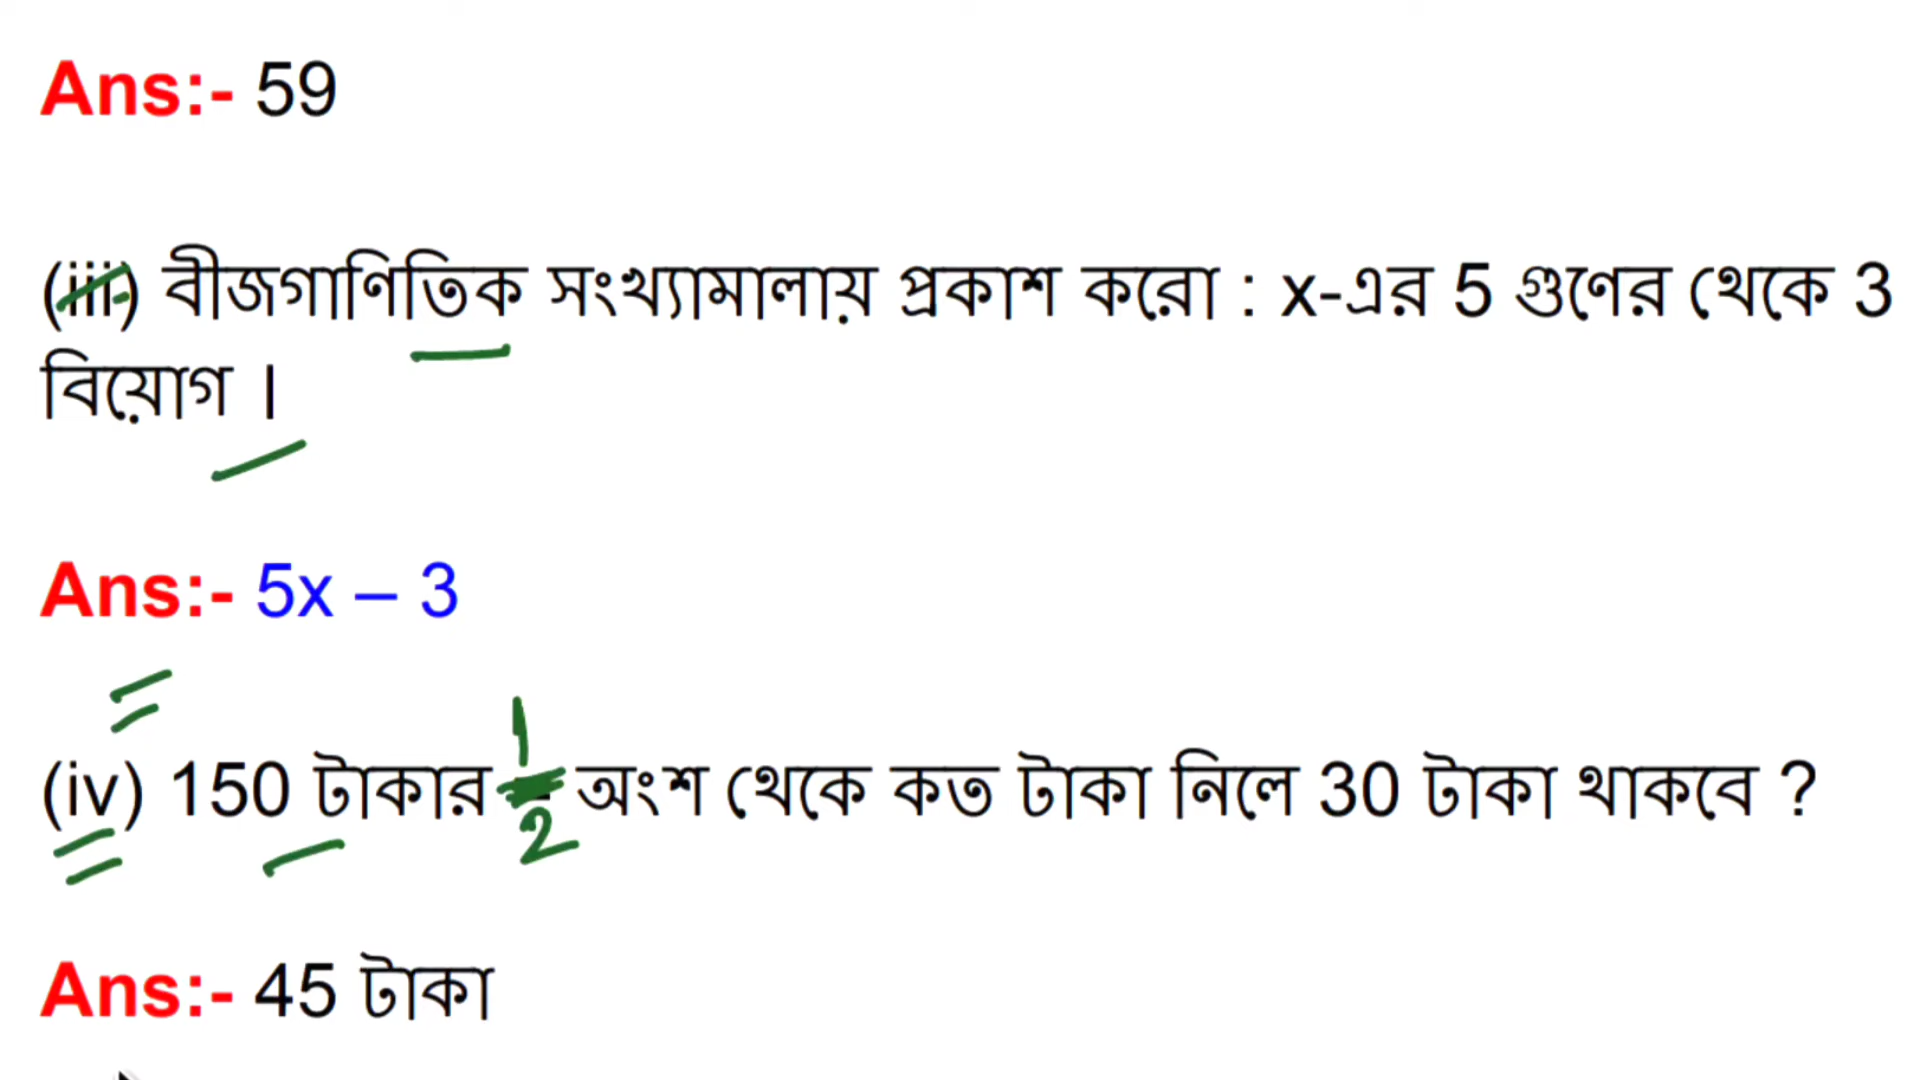 Ans:- 59
(iii) বীজগাণিতিক সংখ্যামালায় প্রকাশ করো : x-এর 5 গুণের থেকে 3
বিয়োগ ।
Ans:- 5x – 3
(iv) 150 টাকার 1/2 অংশ থেকে কত টাকা নিলে 30 টাকা থাকবে ?
Ans:- 45 টাকা